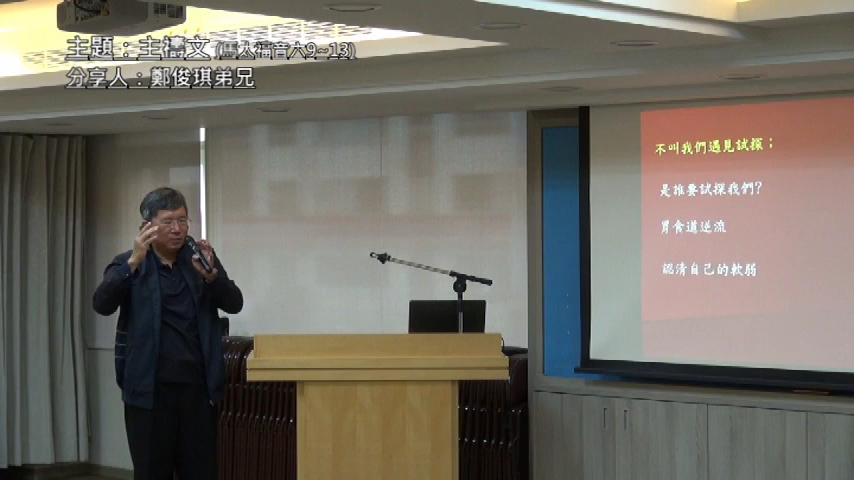 主題：主禱文 (馬太福音六9~13)
分享人：鄭俊琪弟兄
不叫我們遇見試探；
是誰要試探我們?
胃食道逆流
認清自己的軟弱